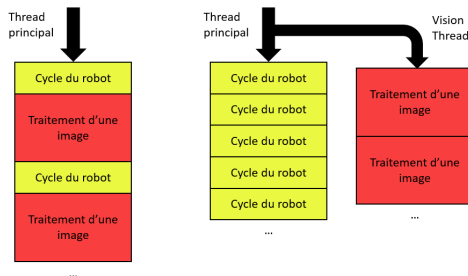 Thread
principal
Cycle du robot
Traitement d'une
image
Cycle du robot
Traitement d'une
image
...
Thread
principal
Vision
Thread
Cycle du robot
Cycle du robot
Cycle du robot
Cycle du robot
Cycle du robot
...
Traitement d'une
image
Traitement d'une
image
...